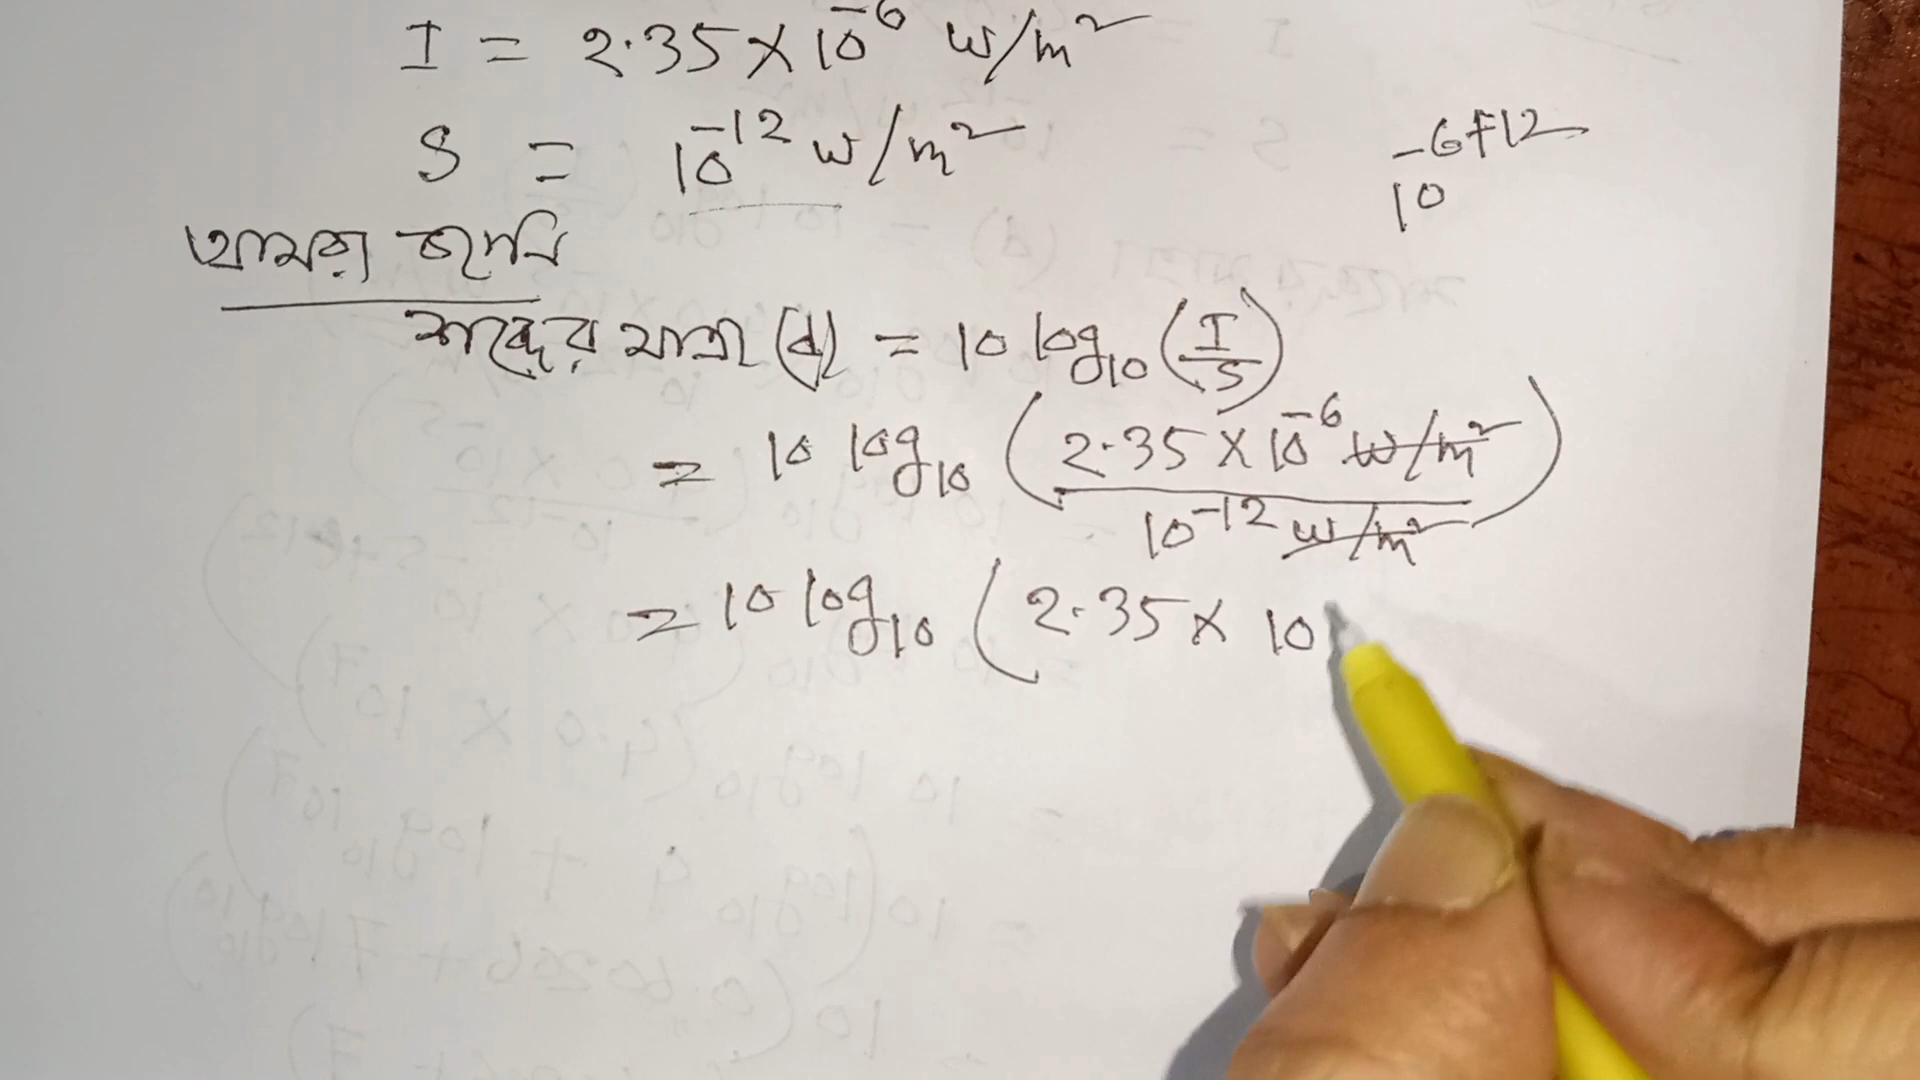 I = 2.35 × 10⁻⁶ w/m²
S = 10⁻¹² w/m²
10⁻⁶⁺¹²
আমরা জানি
শব্দের মাত্রা (d) = 10 log₁₀ (I/S)
= 10 log₁₀ (2.35 × 10⁻⁶ w/m² / 10⁻¹² w/m²)
= 10 log₁₀ (2.35 × 10